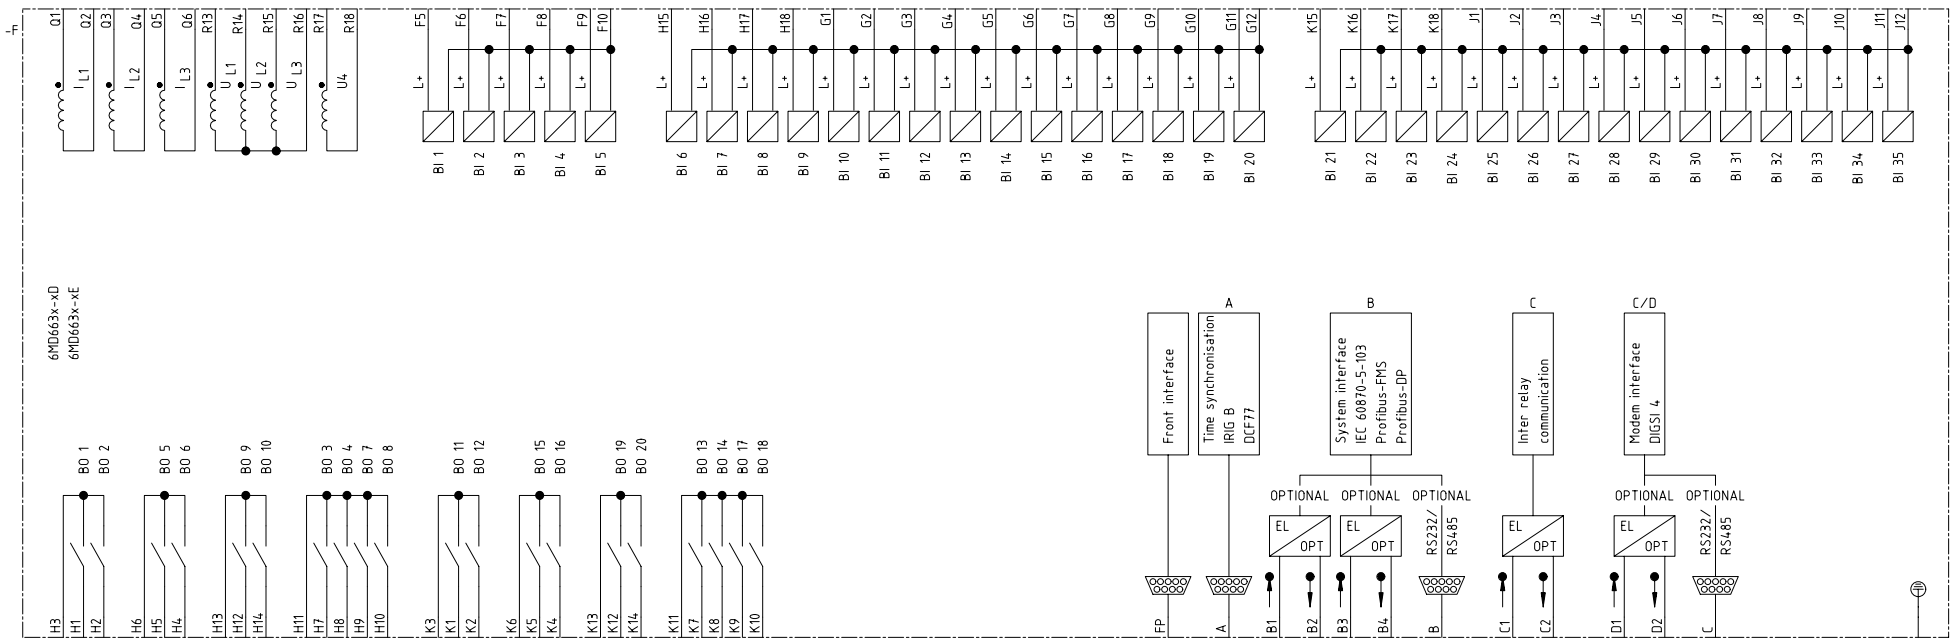 -F
Q1 Q2 Q3 Q4 Q5 Q6 R13 R14 R15 R16 R17 R18
F5 F6 F7 F8 F9 F10
H15 H16 H17 H18 G1 G2 G3 G4 G5 G6 G7 G8 G9 G10 G11 G12
K15 K16 K17 K18 J1 J2 J3 J4 J5 J6 J7 J8 J9 J10 J11 J12
I L1 I L2 I L3 U L1 U L2 U L3 U4
L+ L+ L+ L+ L+
L+ L+ L+ L+ L+ L+ L+ L+ L+ L+ L+ L+ L+ L+ L+
L+ L+ L+ L+ L+ L+ L+ L+ L+ L+ L+ L+ L+ L+ L+
BI 1 BI 2 BI 3 BI 4 BI 5
BI 6 BI 7 BI 8 BI 9 BI 10 BI 11 BI 12 BI 13 BI 14 BI 15 BI 16 BI 17 BI 18 BI 19 BI 20
BI 21 BI 22 BI 23 BI 24 BI 25 BI 26 BI 27 BI 28 BI 29 BI 30 BI 31 BI 32 BI 33 BI 34 BI 35
6MD663x-xD
6MD663x-xE
A B C C/D
Front interface
Time synchronisation
IRIG B
DCF77
System interface
IEC 60870-5-103
Profibus-FMS
Profibus-DP
Inter relay
communication
Modem interface
DIGSI 4
BO 1 BO 2 BO 5 BO 6 BO 9 BO 10 BO 3 BO 4 BO 7 BO 8 BO 11 BO 12 BO 15 BO 16 BO 19 BO 20 BO 13 BO 14 BO 17 BO 18
OPTIONAL OPTIONAL OPTIONAL OPTIONAL OPTIONAL
EL OPT
EL OPT
RS232/
RS485
EL OPT
EL OPT
RS232/
RS485
H3 H1 H2 H6 H5 H4 H13 H12 H14 H11 H7 H8 H9 H10 K3 K1 K2 K6 K5 K4 K13 K12 K14 K11 K7 K8 K9 K10
FP A B1 B2 B3 B4 B C1 C2 D1 D2 C